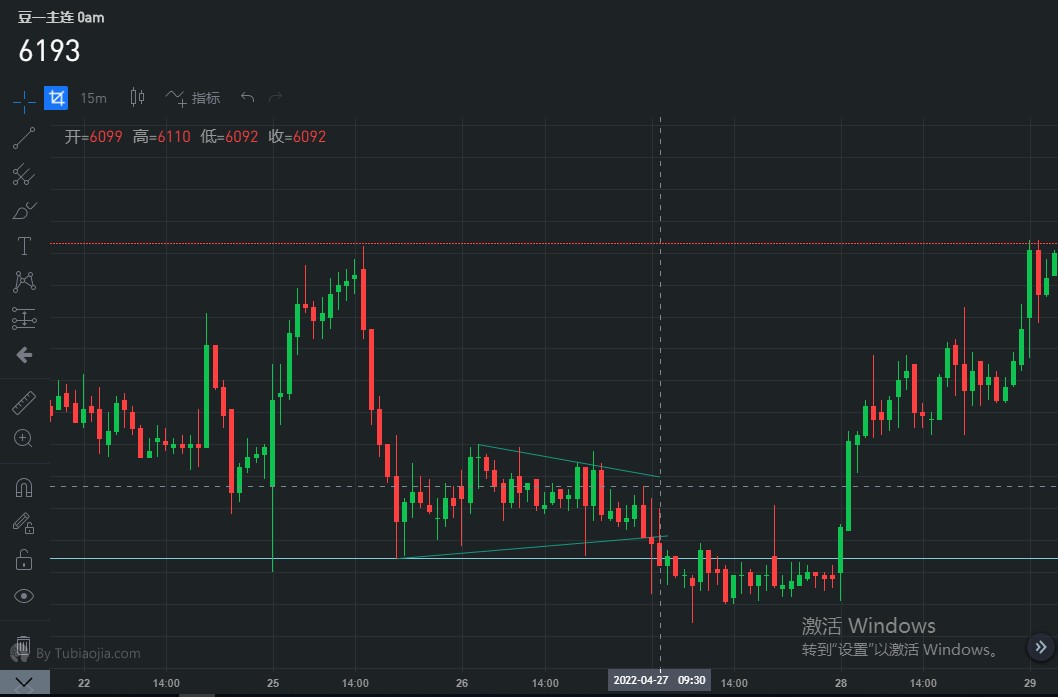 豆一主连 0am
6193
15m 指标
开=6099 高=6110 低=6092 收=6092
T
激活 Windows
转到“设置”以激活 Windows。
By Tubiaojia.com
22 14:00 25 14:00 26 14:00 2022-04-27 09:30 14:00 28 14:00 29